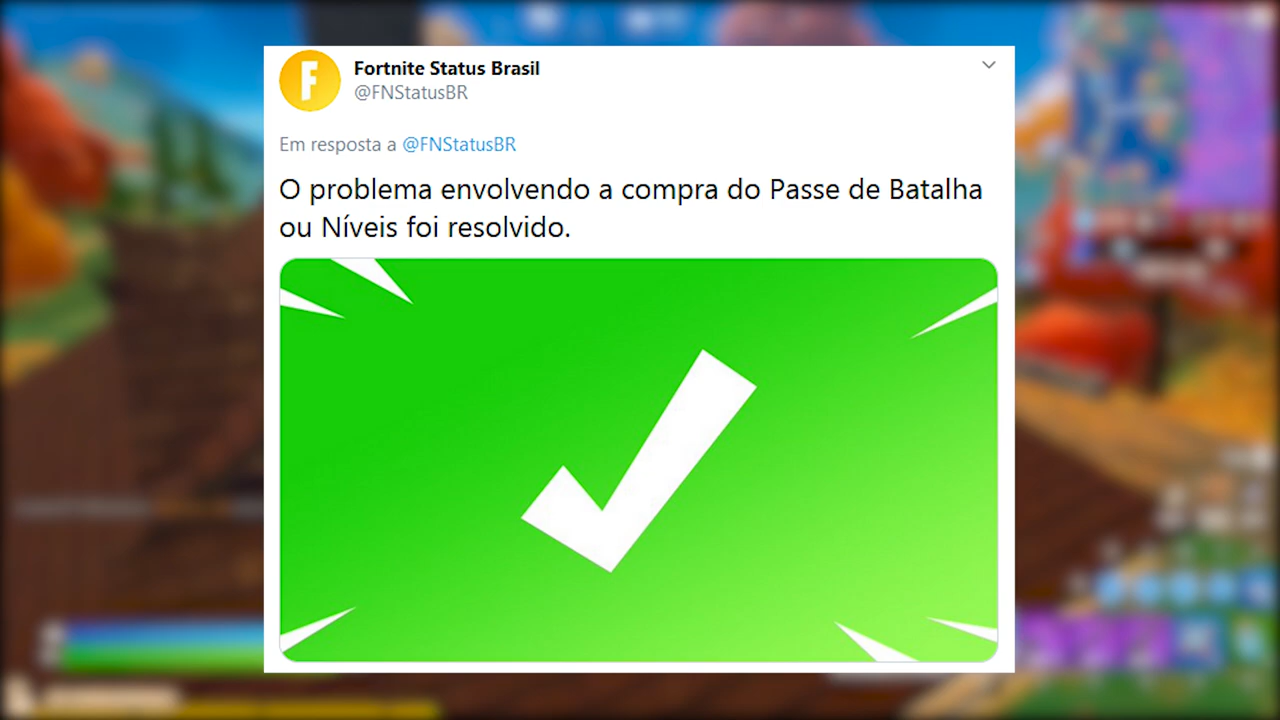 Fortnite Status Brasil
@FNStatusBR
Em resposta a @FNStatusBR
O problema envolvendo a compra do Passe de Batalha
ou Níveis foi resolvido.